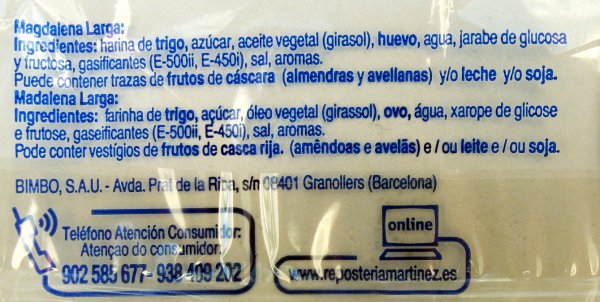 Magdalena Larga:
Ingredientes: harina de trigo, azúcar, aceite vegetal (girasol), huevo, agua, jarabe de glucosa
y fructosa, gasificantes (E-500ii, E-450i), sal, aromas.
Puede contener trazas de frutos de cáscara (almendras y avellanas) y/o leche y/o soja.
Madalena Larga:
Ingredientes: farinha de trigo, açúcar, óleo vegetal (girassol), ovo, água, xarope de glicose
e frutose, gaseificantes (E-500ii, E-450i), sal, aromas.
Pode conter vestígios de frutos de casca rija. (amêndoas e avelãs) e / ou leite e / ou soja.
BIMBO, S.A.U - Avda. Prat de la Riba, s/n 08401 Granollers (Barcelona)
Teléfono Atención Consumidor:
Atençao do consumidor:
902 585 677- 938 409 202
online
www.reposteriamartinez.es